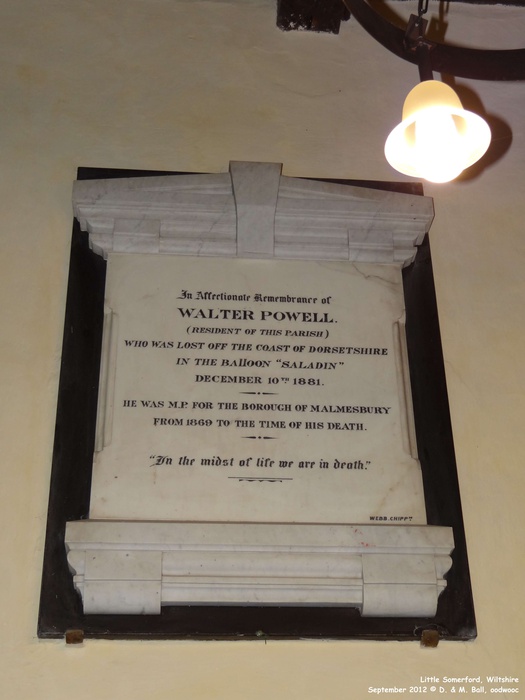 In Affectionate Remembrance of
WALTER POWELL.
(RESIDENT OF THIS PARISH)
WHO WAS LOST OFF THE COAST OF DORSETSHIRE
IN THE BALLOON "SALADIN"
DECEMBER 10TH 1881.
HE WAS M.P. FOR THE BOROUGH OF MALMESBURY
FROM 1869 TO THE TIME OF HIS DEATH.
"In the midst of life we are in death."
WEBB. CHIPPM
Little Somerford, Wiltshire
September 2012 © D. & M. Ball, oodwooc